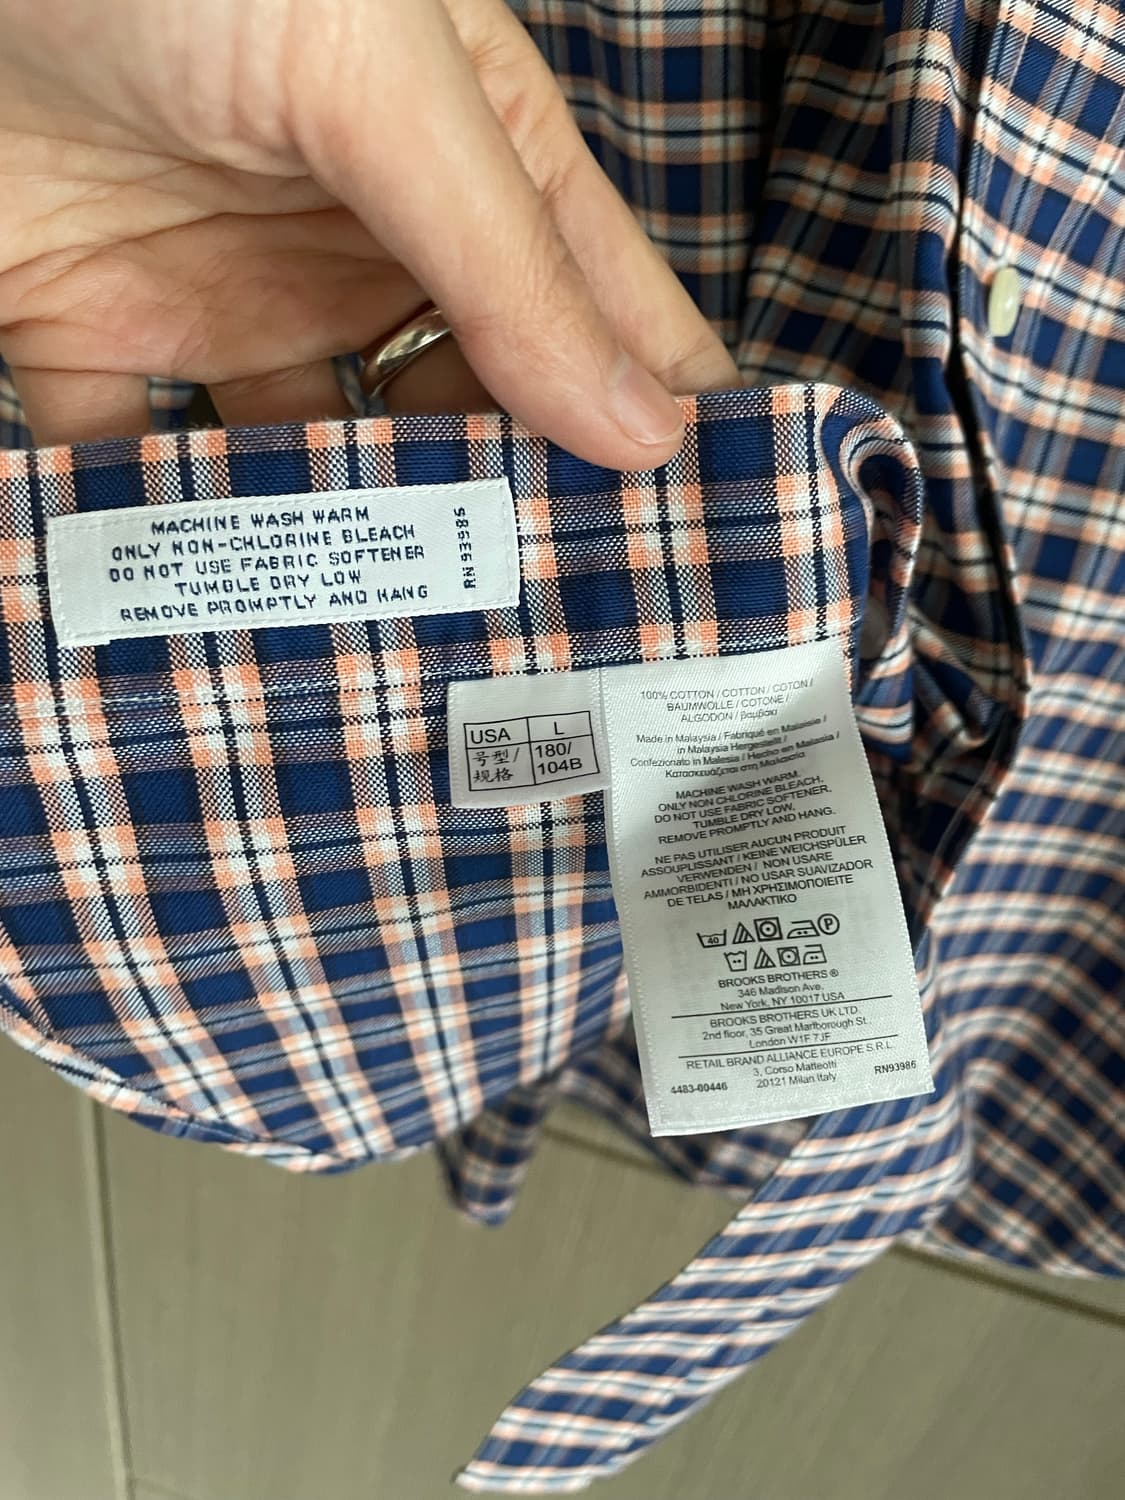 MACHINE WASH WARM
ONLY NON-CHLORINE BLEACH
DO NOT USE FABRIC SOFTENER
TUMBLE DRY LOW
REMOVE PROMPTLY AND HANG
RN 93985
USA L
号型/规格 180/104B
100% COTTON / COTTON / COTON /
BAUMWOLLE / COTONE /
ALGODON / βαμβάκι
Made in Malaysia / Fabriqué en Malaisie /
in Malaysia Hergestellt /
Confezionato in Malesia / Hecho en Malasia /
Κατασκευάζεται στη Μαλαισία
MACHINE WASH WARM.
ONLY NON CHLORINE BLEACH.
DO NOT USE FABRIC SOFTENER.
TUMBLE DRY LOW.
REMOVE PROMPTLY AND HANG.
NE PAS UTILISER AUCUN PRODUIT
ASSOUPLISSANT / KEINE WEICHSPÜLER
VERWENDEN / NON USARE
AMMORBIDENTI / NO USAR SUAVIZADOR
DE TELAS / ΜΗ ΧΡΗΣΙΜΟΠΟΙΕΙΤΕ
ΜΑΛΑΚΤΙΚΟ
40 P
BROOKS BROTHERS ®
346 Madison Ave.
New York, NY 10017 USA
BROOKS BROTHERS UK LTD.
2nd floor, 35 Great Marlborough St.
London W1F 7JF
RETAIL BRAND ALLIANCE EUROPE S.R.L.
3, Corso Matteotti
20121 Milan Italy
4483-00446 RN93985